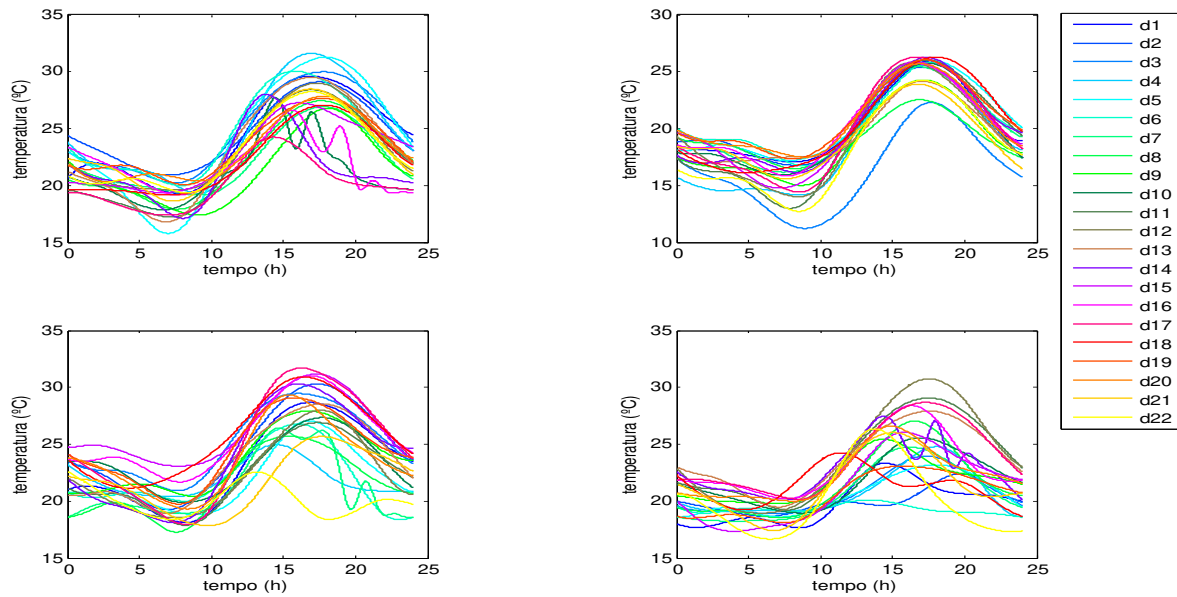 35
30
25
20
15
temperatura (ºC)
0 5 10 15 20 25
tempo (h)
30
25
20
15
10
temperatura (ºC)
0 5 10 15 20 25
tempo (h)
35
30
25
20
15
temperatura (ºC)
0 5 10 15 20 25
tempo (h)
35
30
25
20
15
temperatura (ºC)
0 5 10 15 20 25
tempo (h)
d1
d2
d3
d4
d5
d6
d7
d8
d9
d10
d11
d12
d13
d14
d15
d16
d17
d18
d19
d20
d21
d22